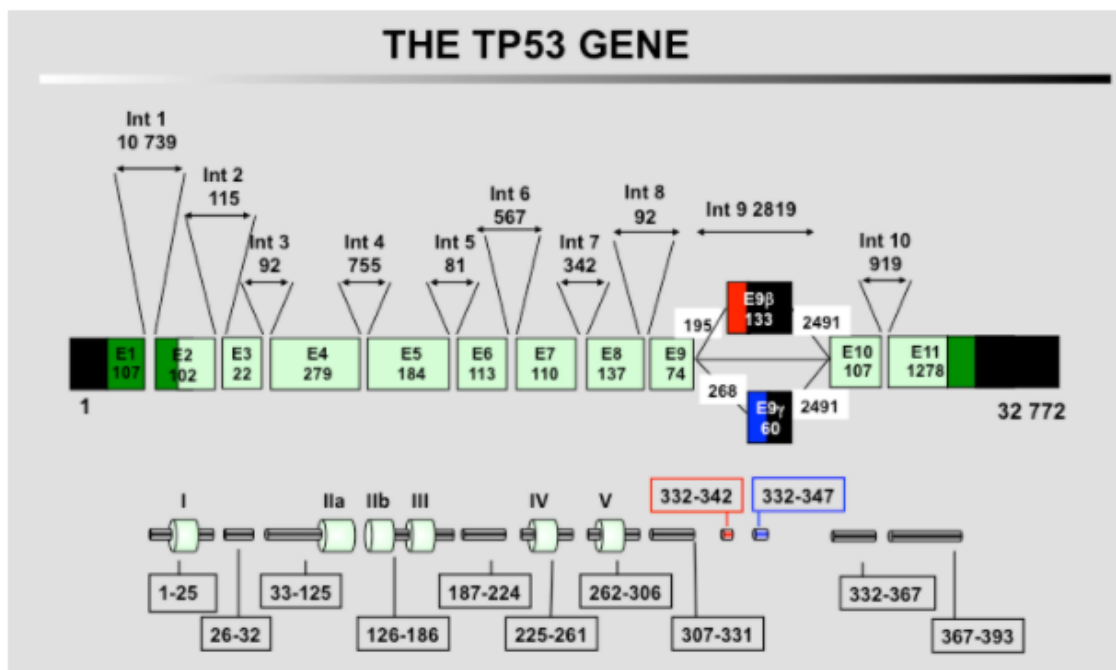 THE TP53 GENE
Int 1
10 739
Int 2
115
Int 3
92
Int 4
755
Int 5
81
Int 6
567
Int 7
342
Int 8
92
Int 9 2819
Int 10
919
E1
107
E2
102
E3
22
E4
279
E5
184
E6
113
E7
110
E8
137
E9
74
195
E9β
133
2491
268
E9γ
60
2491
E10
107
E11
1278
1
32 772
I
IIa
IIb
III
IV
V
332-342
332-347
1-25
26-32
33-125
126-186
187-224
225-261
262-306
307-331
332-367
367-393